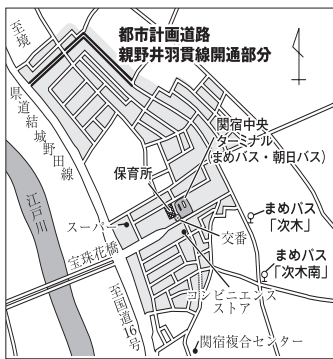 都市計画道路
親野井羽貫線開通部分
至境
県道結城野田線
江戸川
関宿中央
ターミナル
(まめバス・朝日バス)
保育所
スーパー
交番
まめバス
「次木」
宝珠花橋
まめバス
「次木南」
コンビニエンス
ストア
至国道16号
関宿複合センター